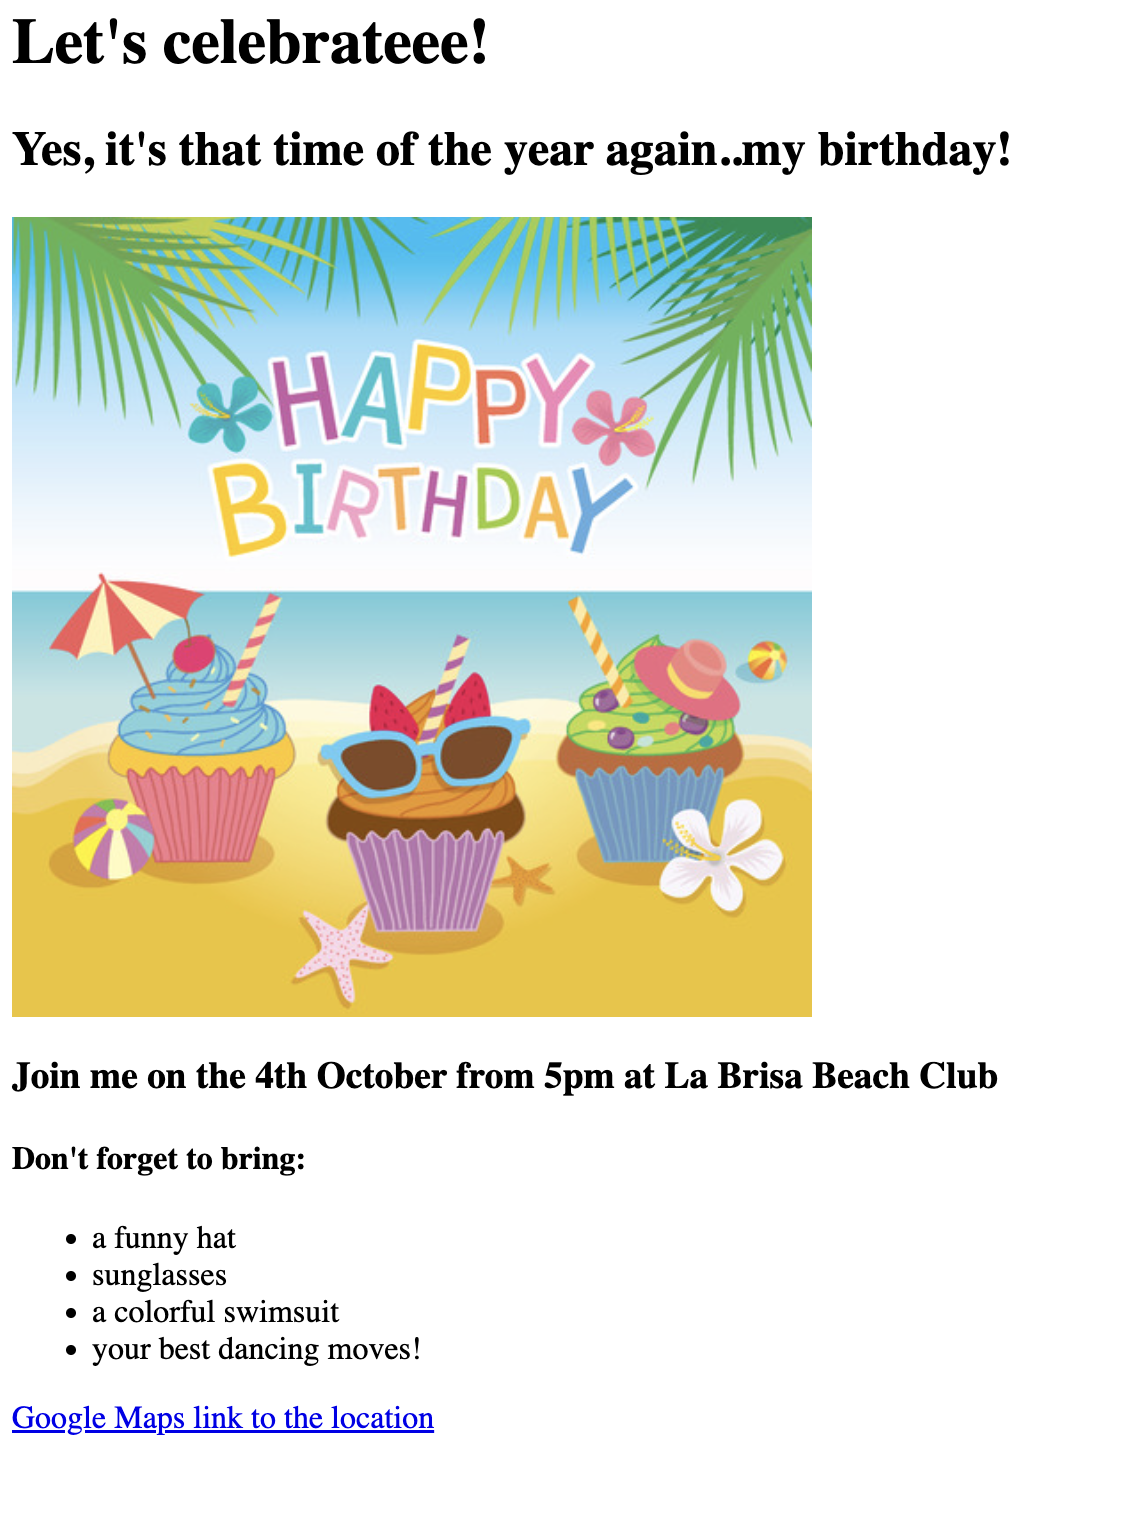 Let's celebrateee!
Yes, it's that time of the year again..my birthday!
HAPPY
BIRTHDAY
Join me on the 4th October from 5pm at La Brisa Beach Club
Don't forget to bring:
• a funny hat
• sunglasses
• a colorful swimsuit
• your best dancing moves!
Google Maps link to the location